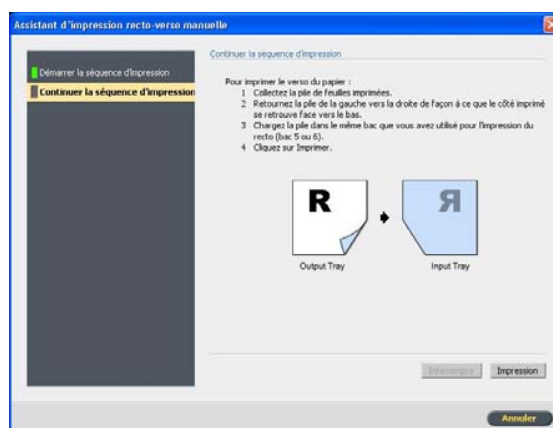 Assistant d'impression recto-verso manuelle
Démarrer la séquence d'impression
Continuer la séquence d'impression
Continuer la séquence d'impression
Pour imprimer le verso du papier :
1 Collectez la pile de feuilles imprimées.
2 Retournez la pile de la gauche vers la droite de façon à ce que le côté imprimé
se retrouve face vers le bas.
3 Chargez la pile dans le même bac que vous avez utilisé pour l'impression du
recto (bac 5 ou 6).
4 Cliquez sur Imprimer.
R
R
Output Tray
Input Tray
Interrompre
Impression
Annuler